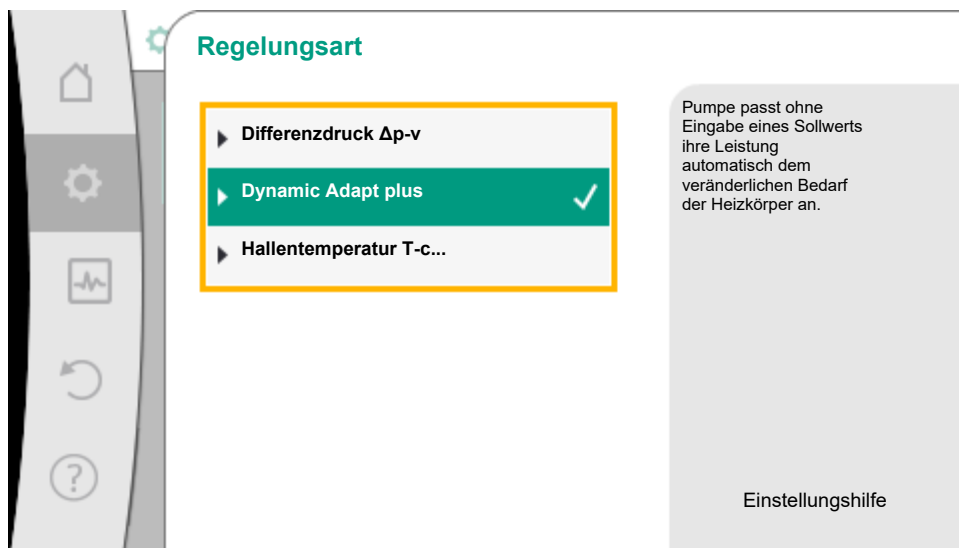 Regelungsart
Differenzdruck Δp-v
Dynamic Adapt plus
Hallentemperatur T-c...
Pumpe passt ohne
Eingabe eines Sollwerts
ihre Leistung
automatisch dem
veränderlichen Bedarf
der Heizkörper an.
Einstellungshilfe
?